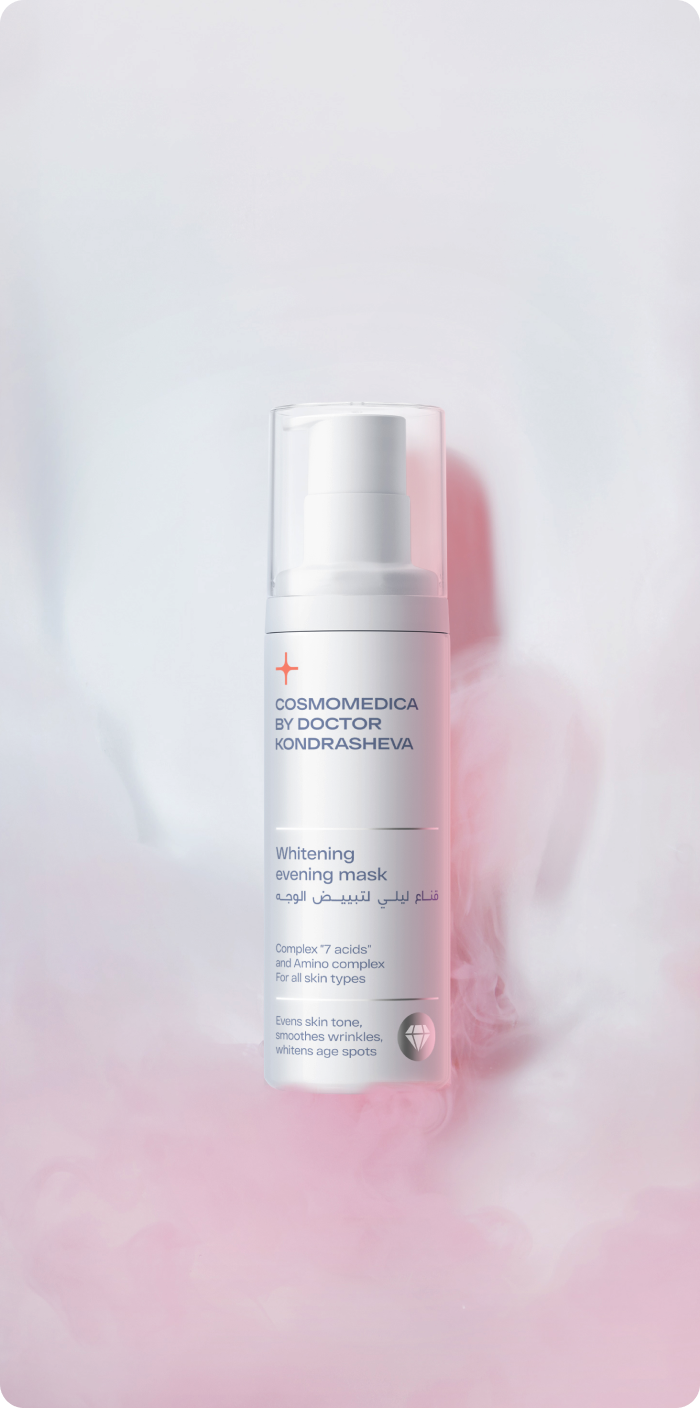 COSMOMEDICA
BY DOCTOR
KONDRASHEVA
Whitening
evening mask
قناع ليلي لتبييض الوجه
Complex "7 acids"
and Amino complex
For all skin types
Evens skin tone,
smoothes wrinkles,
whitens age spots